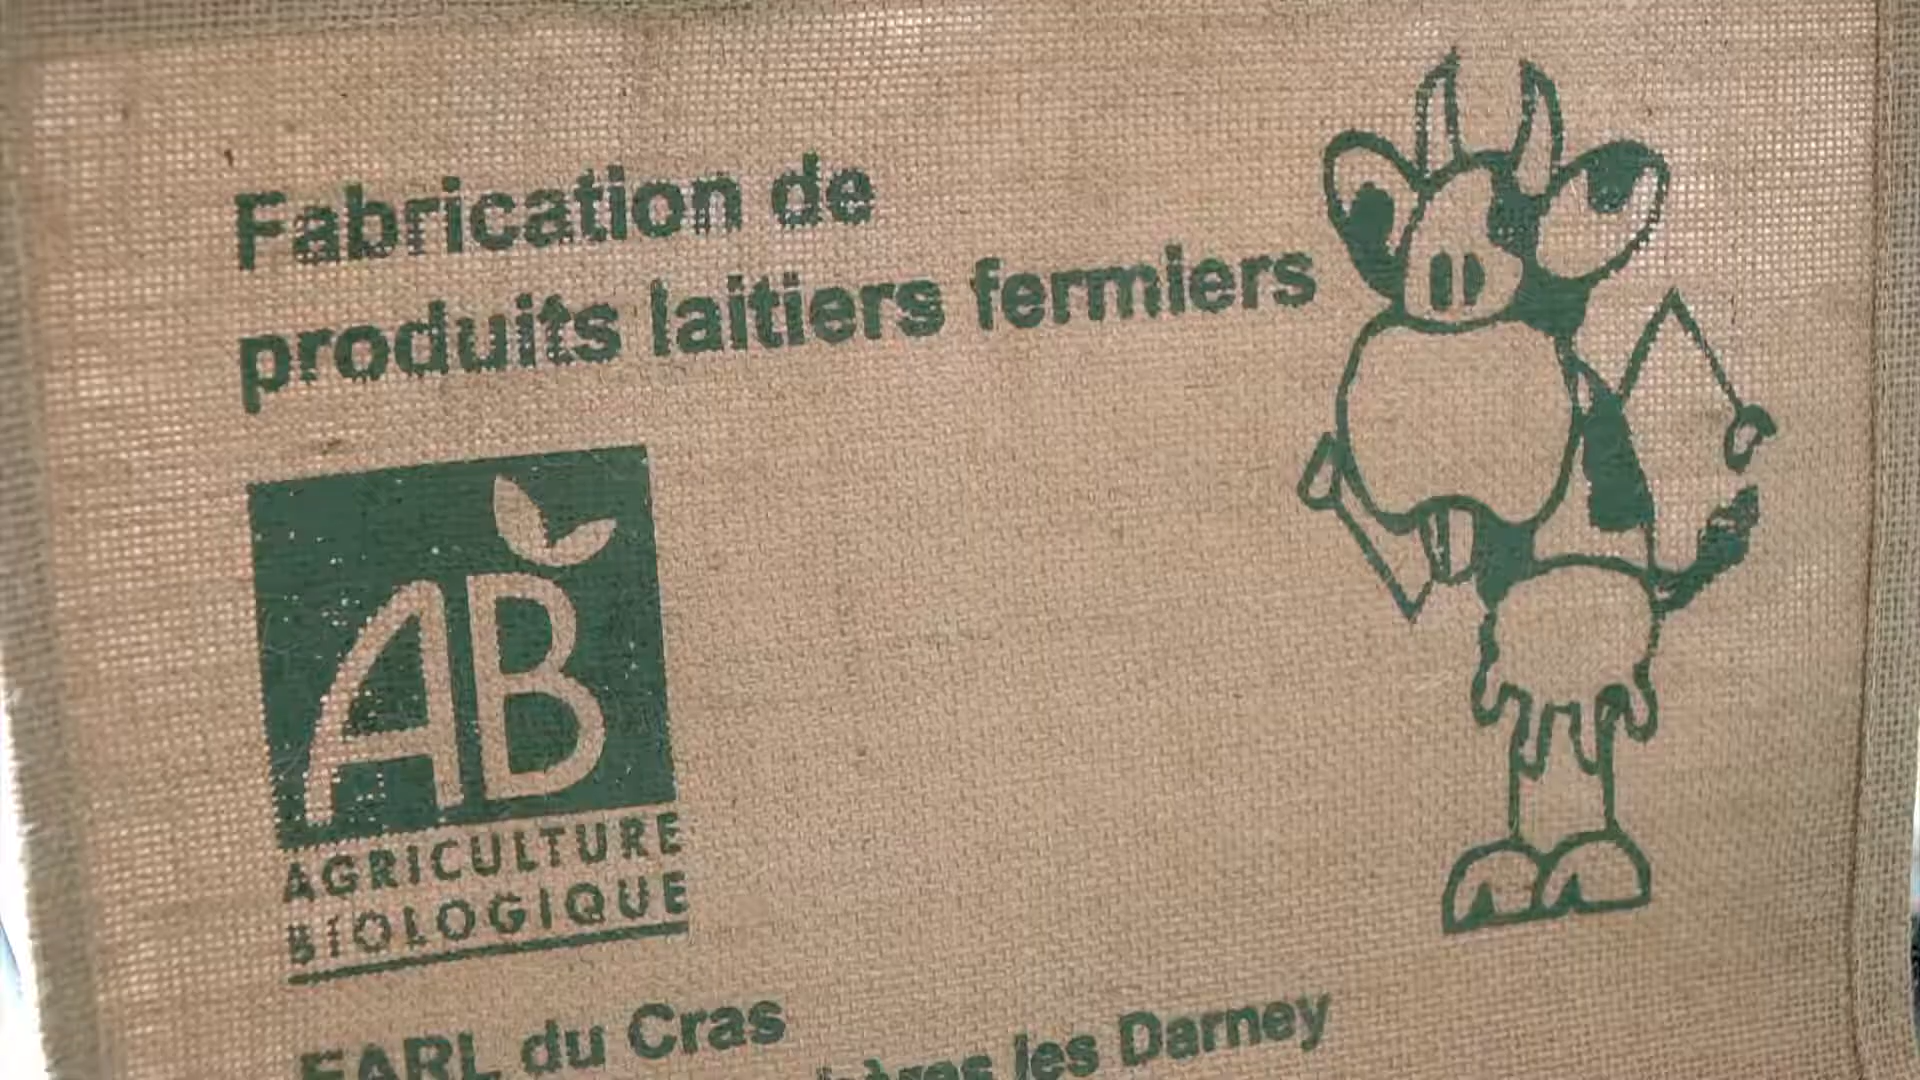 Fabrication de
produits laitiers fermiers
AB
AGRICULTURE
BIOLOGIQUE
EARL du Cras
les Darney